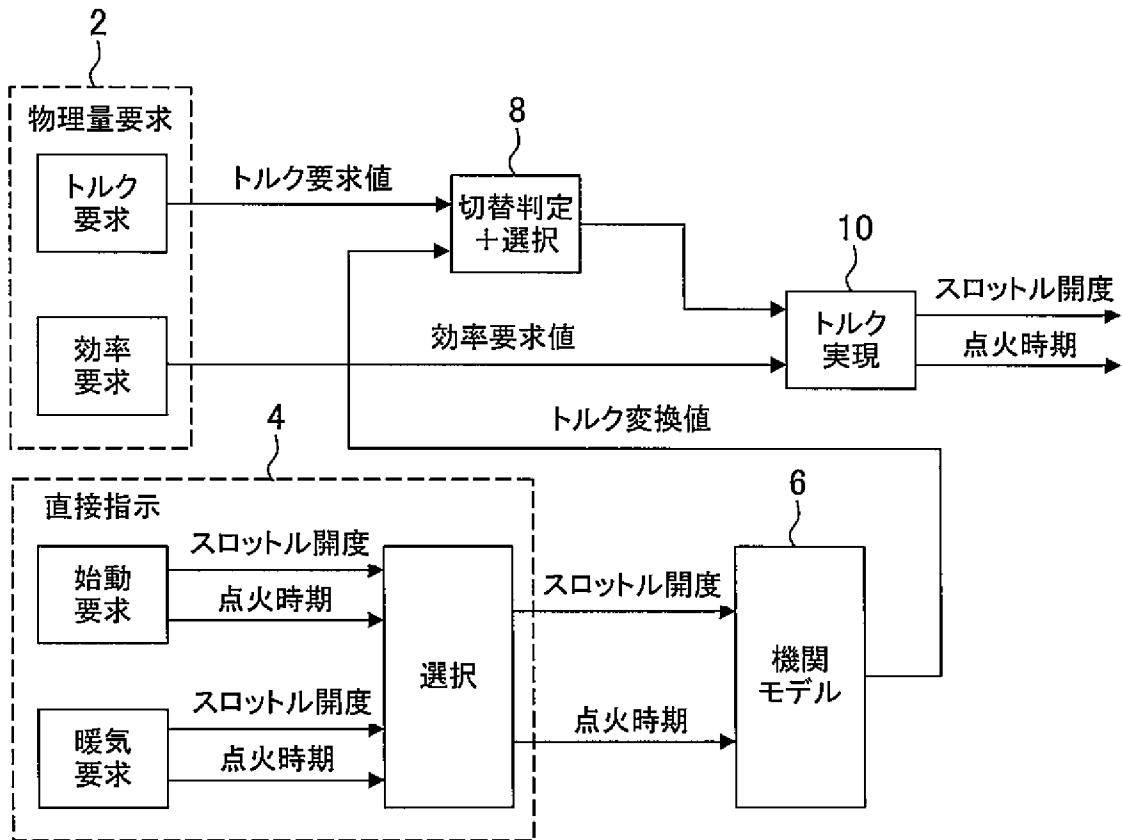 2
物理量要求
トルク
要求
トルク要求値
8
切替判定
+選択
10
トルク
実現
スロットル開度
点火時期
効率
要求
効率要求値
トルク変換値
4
直接指示
始動
要求
スロットル開度
点火時期
暖気
要求
スロットル開度
点火時期
選択
スロットル開度
点火時期
6
機関
モデル